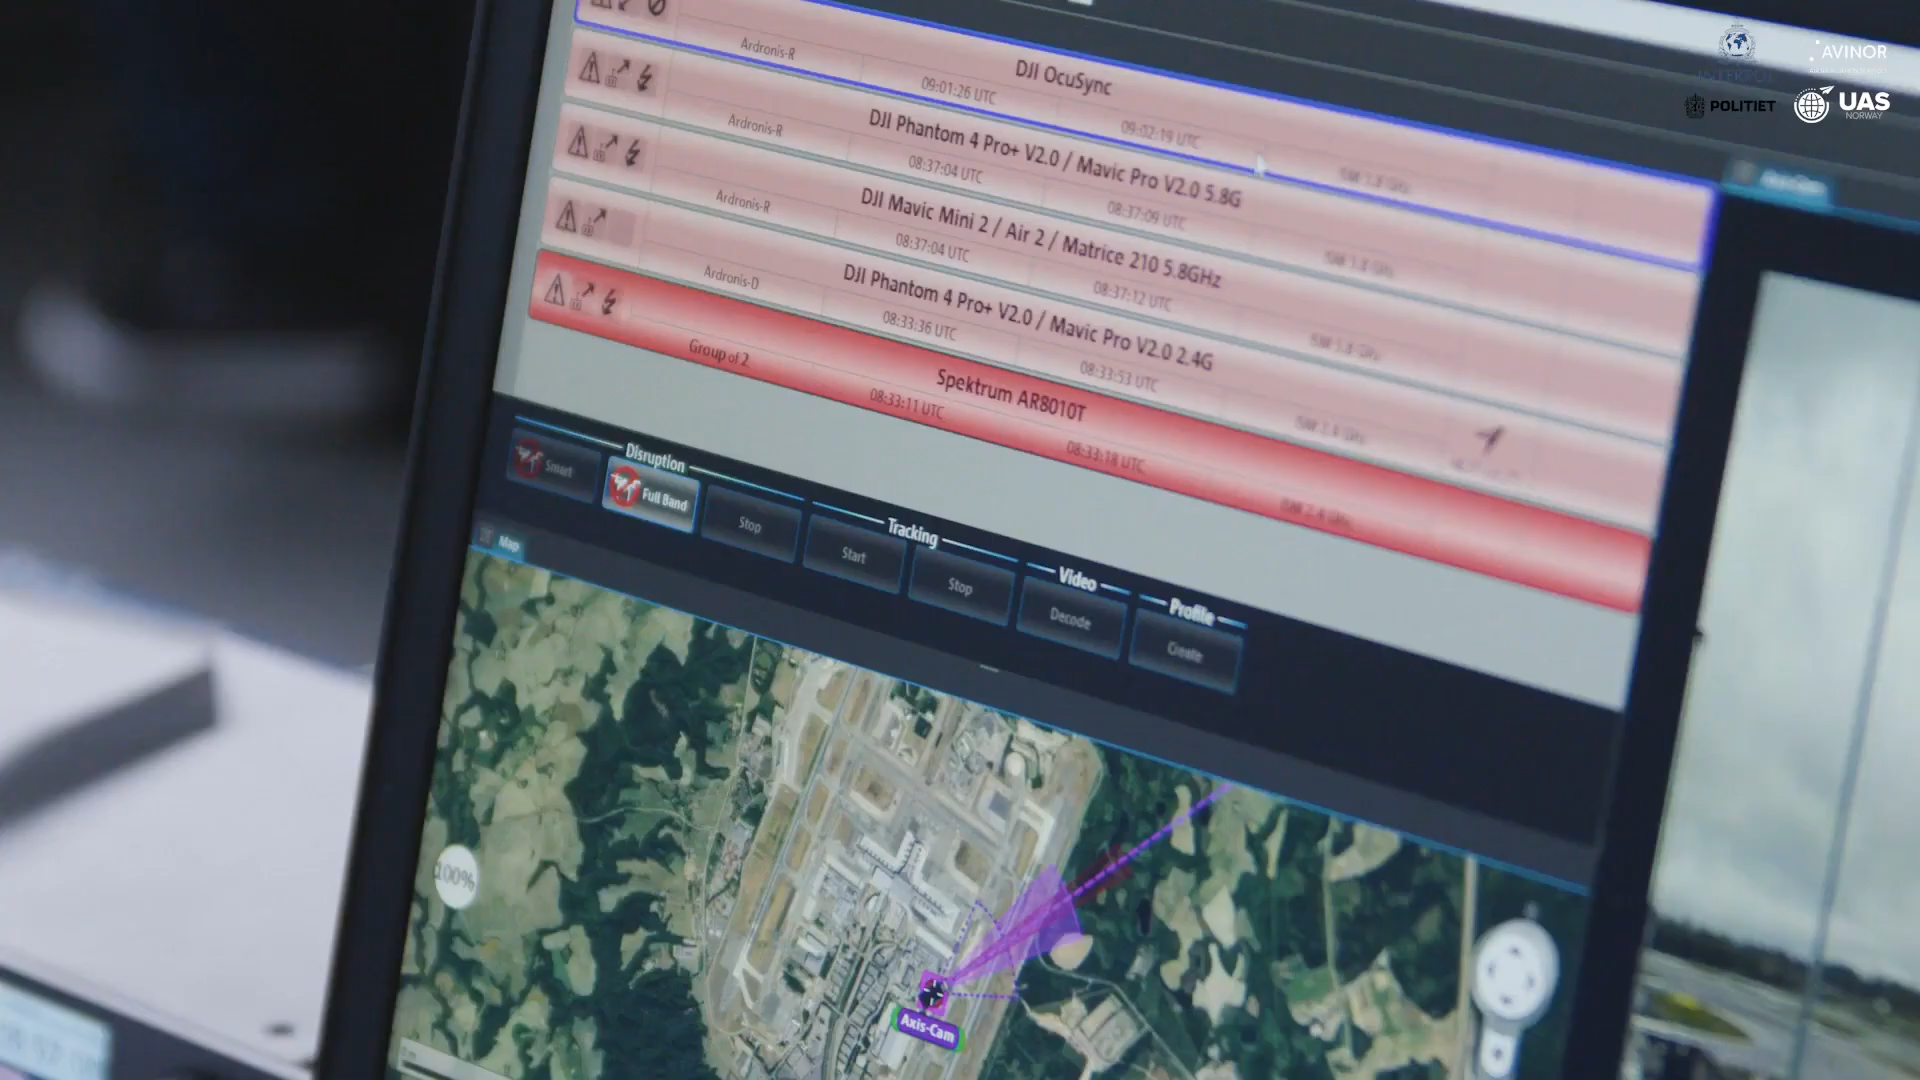 INTERPOL
AVINOR
POLITIET
UAS
NORWAY
DJI OcuSync
Ardronis-R
09:01:26 UTC
09:02:19 UTC
DJI Phantom 4 Pro+ V2.0 / Mavic Pro V2.0 5.8G
Ardronis-R
08:37:04 UTC
08:37:09 UTC
DJI Mavic Mini 2 / Air 2 / Matrice 210 5.8GHz
Ardronis-R
08:37:04 UTC
08:37:12 UTC
DJI Phantom 4 Pro+ V2.0 / Mavic Pro V2.0 2.4G
Ardronis-D
08:33:36 UTC
08:33:53 UTC
Spektrum AR8010T
Group of 2
08:33:11 UTC
08:33:18 UTC
Disruption
Smart
Full Band
Stop
Tracking
Start
Stop
Video
Decode
Profile
Create
Map
100%
Axis-Cam